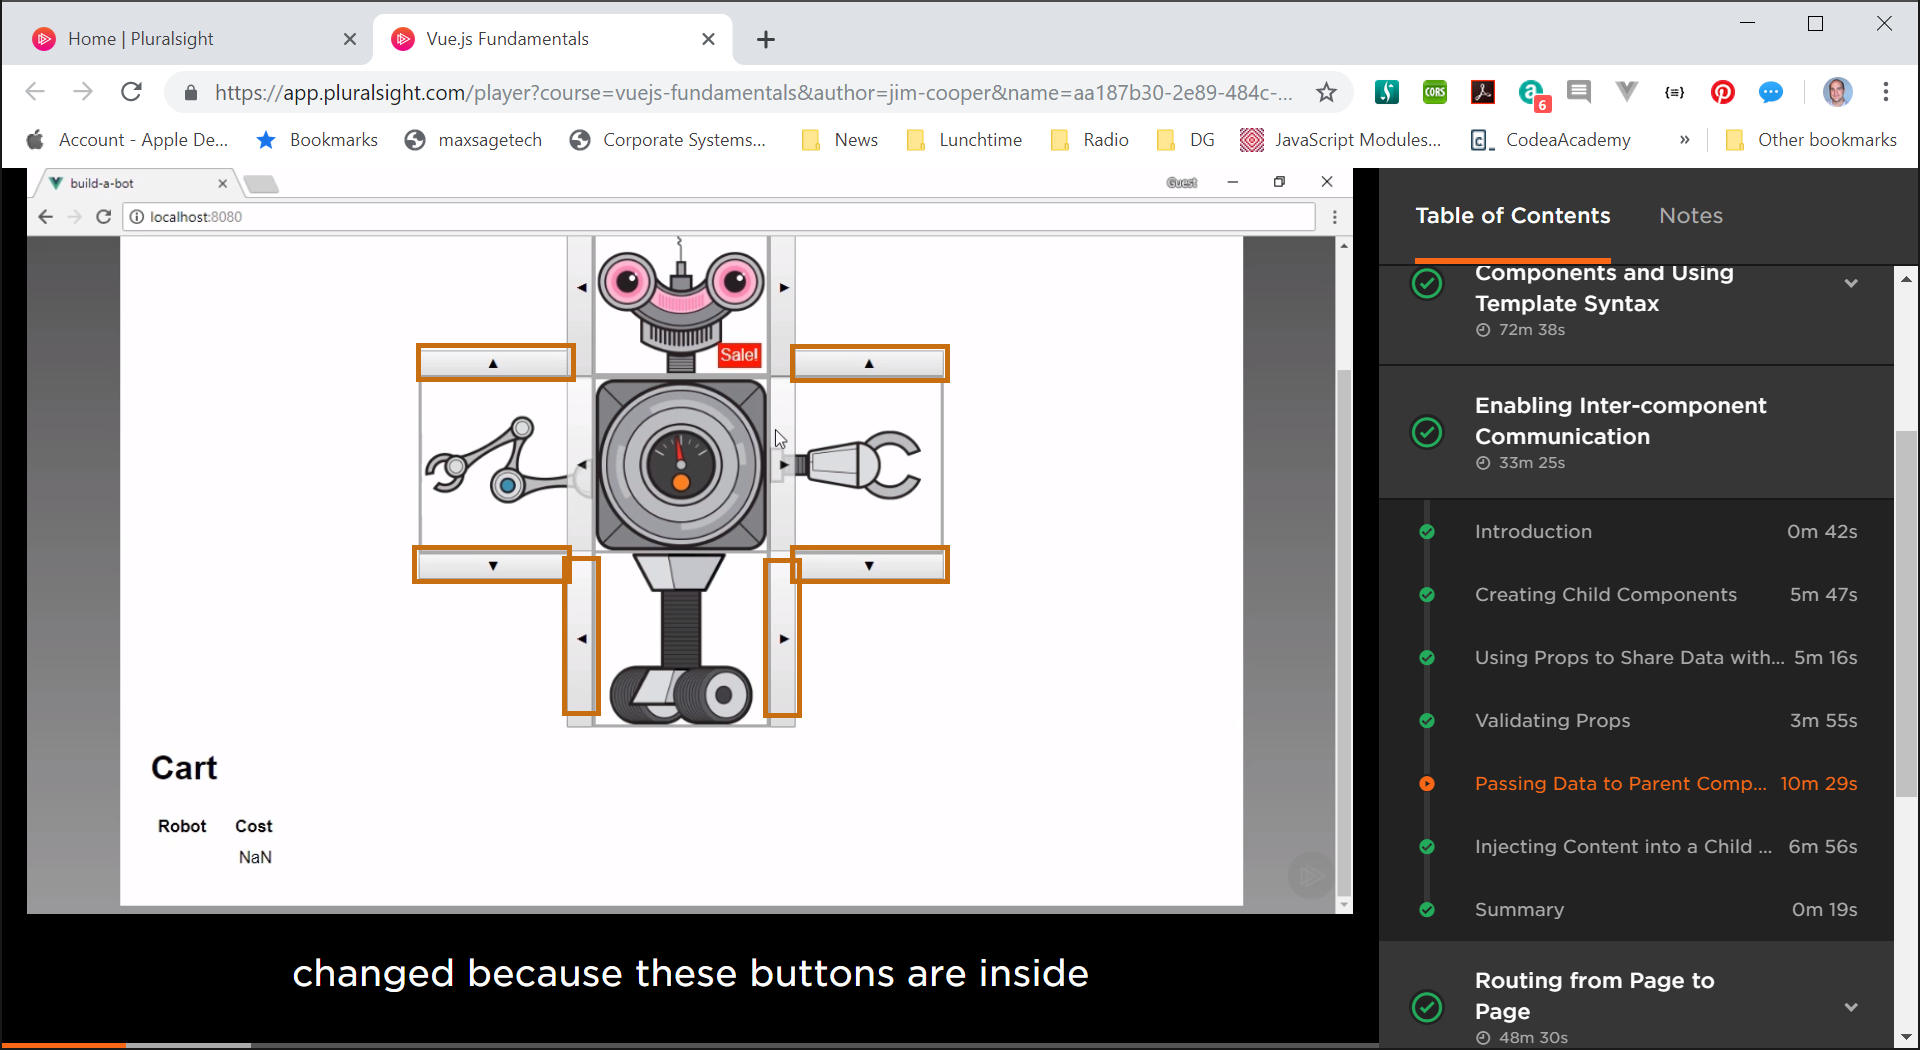 Home | Pluralsight
Vue.js Fundamentals
https://app.pluralsight.com/player?course=vuejs-fundamentals&author=jim-cooper&name=aa187b30-2e89-484c-...
CORS
6
Account - Apple De...
Bookmarks
maxsagetech
Corporate Systems...
News
Lunchtime
Radio
DG
JavaScript Modules...
CodeaAcademy
»
Other bookmarks
build-a-bot
Guest
localhost:8080
Sale!
Cart
Robot Cost
NaN
changed because these buttons are inside
Table of Contents
Notes
Components and Using
Template Syntax
72m 38s
Enabling Inter-component
Communication
33m 25s
Introduction 0m 42s
Creating Child Components 5m 47s
Using Props to Share Data with... 5m 16s
Validating Props 3m 55s
Passing Data to Parent Comp... 10m 29s
Injecting Content into a Child ... 6m 56s
Summary 0m 19s
Routing from Page to
Page
48m 30s